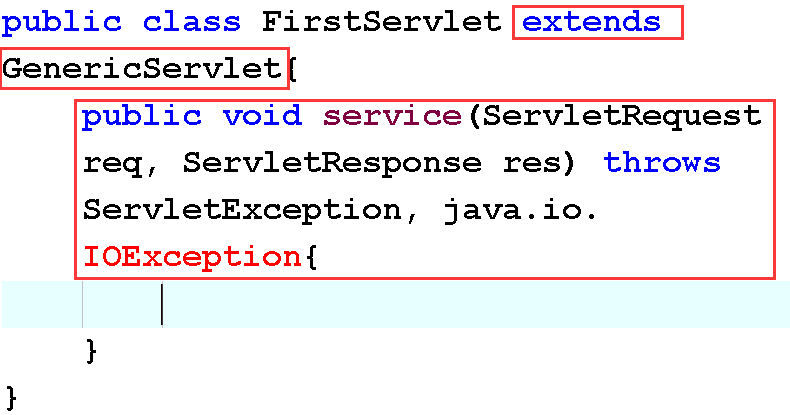 public class FirstServlet extends
GenericServlet{
public void service(ServletRequest
req, ServletResponse res) throws
ServletException, java.io.
IOException{
}
}